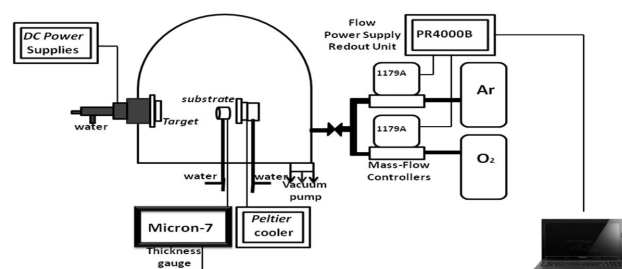 DC Power
Supplies
water
Target
substrate
water
water
Vacuum
pump
Micron-7
Thickness
gauge
Peltier
cooler
Flow
Power Supply
Redout Unit
PR4000B
1179A
1179A
Mass-Flow
Controllers
Ar
O₂